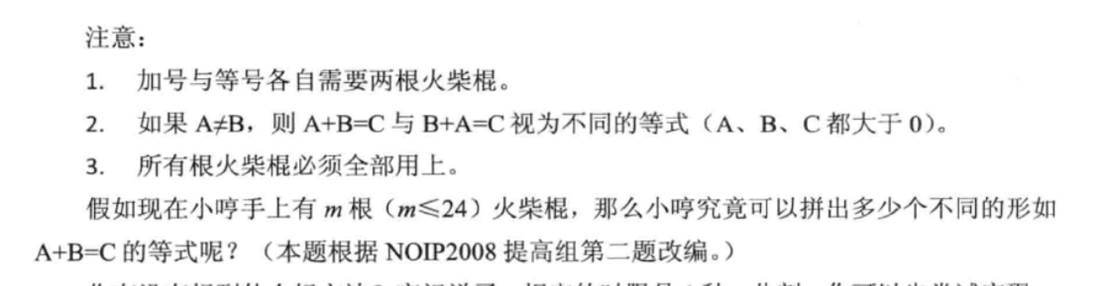 注意：
1. 加号与等号各自需要两根火柴棍。
2. 如果 A≠B，则 A+B=C 与 B+A=C 视为不同的等式（A、B、C 都大于 0）。
3. 所有根火柴棍必须全部用上。
假如现在小哼手上有 m 根（m≤24）火柴棍，那么小哼究竟可以拼出多少个不同的形如
A+B=C 的等式呢？（本题根据 NOIP2008 提高组第二题改编。）